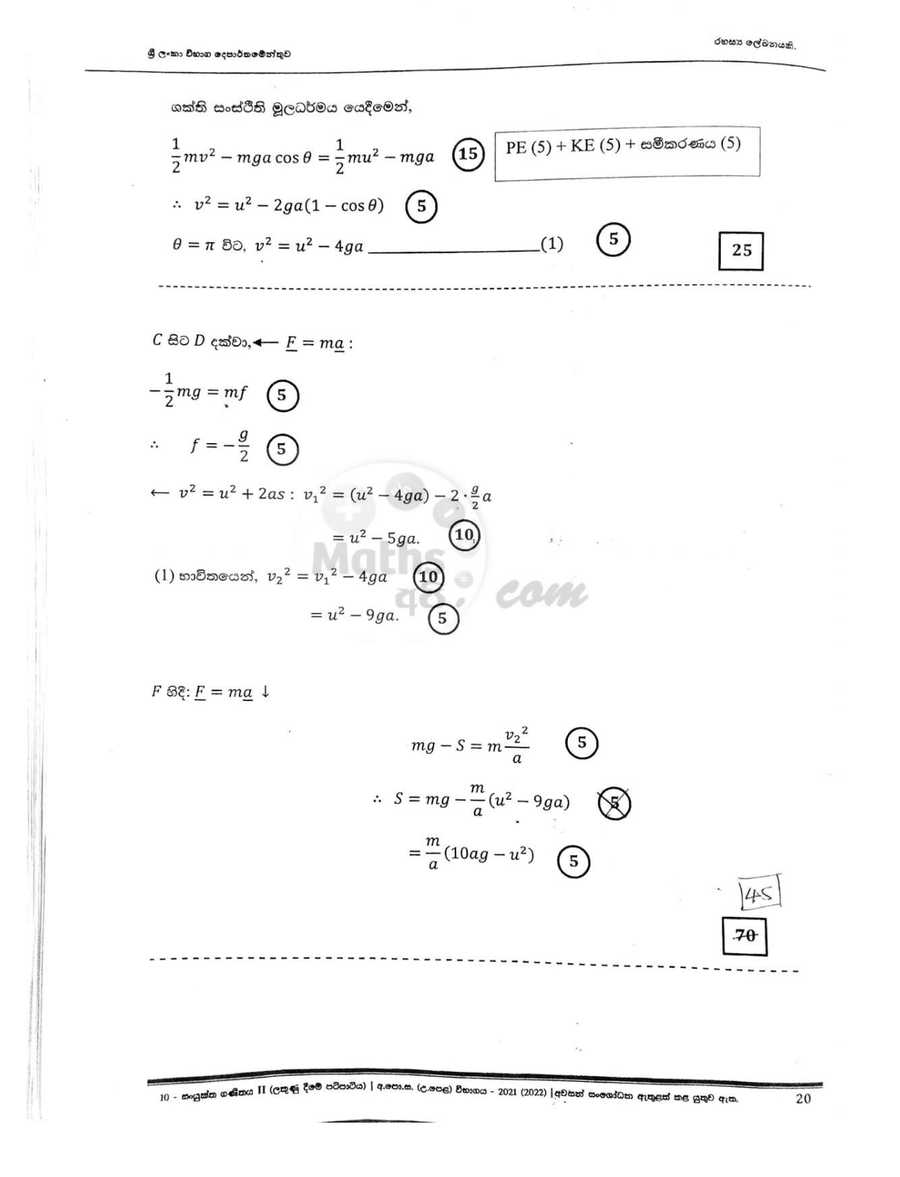 ශ්‍රී ලංකා විභාග දෙපාර්තමේන්තුව
රහස්‍ය ලේඛනයකි.
ශක්ති සංස්ථිති මූලධර්මය යෙදීමෙන්,
1/2 mv² − mga cos θ = 1/2 mu² − mga (15) PE (5) + KE (5) + සමීකරණය (5)
∴ v² = u² − 2ga(1 − cos θ) (5)
θ = π විට, v² = u² − 4ga ____________________(1) (5) 25
C සිට D දක්වා, ← F = ma :
−1/2 mg = mf (5)
∴ f = − g/2 (5)
← v² = u² + 2as : v₁² = (u² − 4ga) − 2 · g/2 a
= u² − 5ga. (10)
Maths
(1) භාවිතයෙන්, v₂² = v₁² − 4ga (10)
අපි .com
= u² − 9ga. (5)
F හිදී: F = ma ↓
mg − S = m v₂²/a (5)
∴ S = mg − m/a (u² − 9ga) (5)
= m/a (10ag − u²) (5)
45
70
10 - සංයුක්ත ගණිතය II (ලකුණු දීමේ පටිපාටිය) | අ.පො.ස. (උ.පෙළ) විභාගය - 2021 (2022) | අවසන් සංශෝධන ඇතුළත් කළ යුතුව ඇත. 20